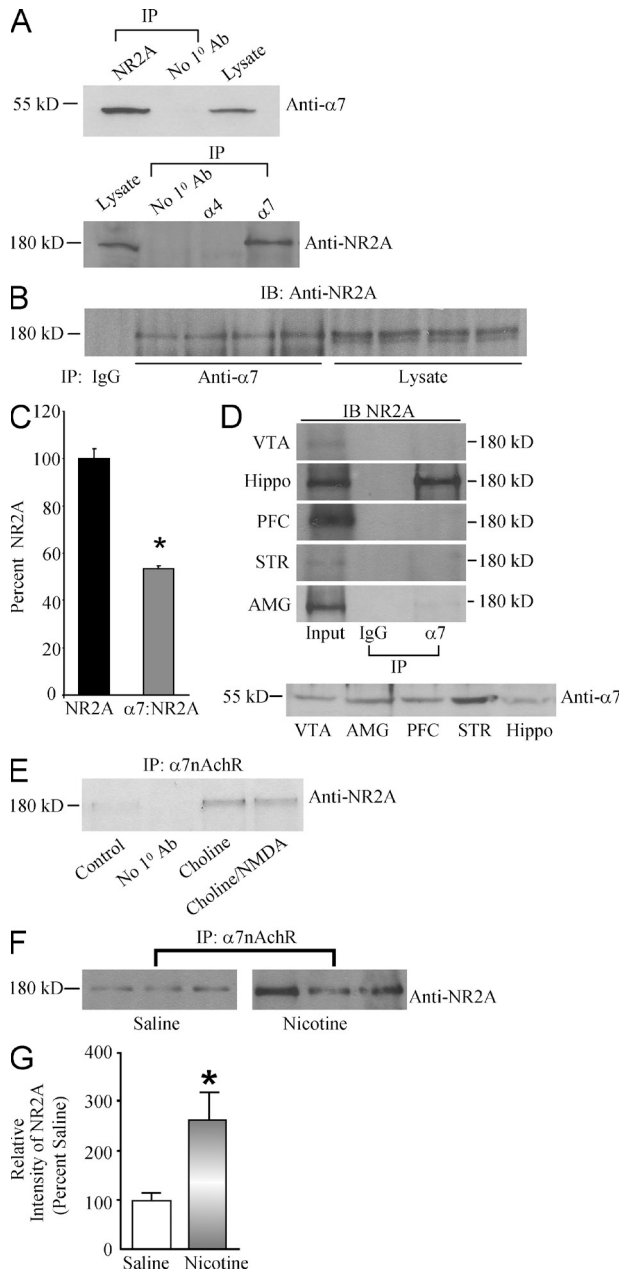 A
IP
NR2A No 1⁰ Ab Lysate
55 kD
Anti-α7
IP
Lysate No 1⁰ Ab α4 α7
180 kD
Anti-NR2A
B
IB: Anti-NR2A
180 kD
IP: IgG Anti-α7 Lysate
C
Percent NR2A
120
100
80
60
40
20
0
*
NR2A α7:NR2A
D
IB NR2A
VTA 180 kD
Hippo 180 kD
PFC 180 kD
STR 180 kD
AMG 180 kD
Input IgG α7
IP
55 kD
Anti-α7
VTA AMG PFC STR Hippo
E
IP: α7nAchR
180 kD
Anti-NR2A
Control No 1⁰ Ab Choline Choline/NMDA
F
IP: α7nAchR
180 kD
Anti-NR2A
Saline Nicotine
G
Relative
Intensity of NR2A
(Percent Saline)
400
300
200
100
0
*
Saline Nicotine